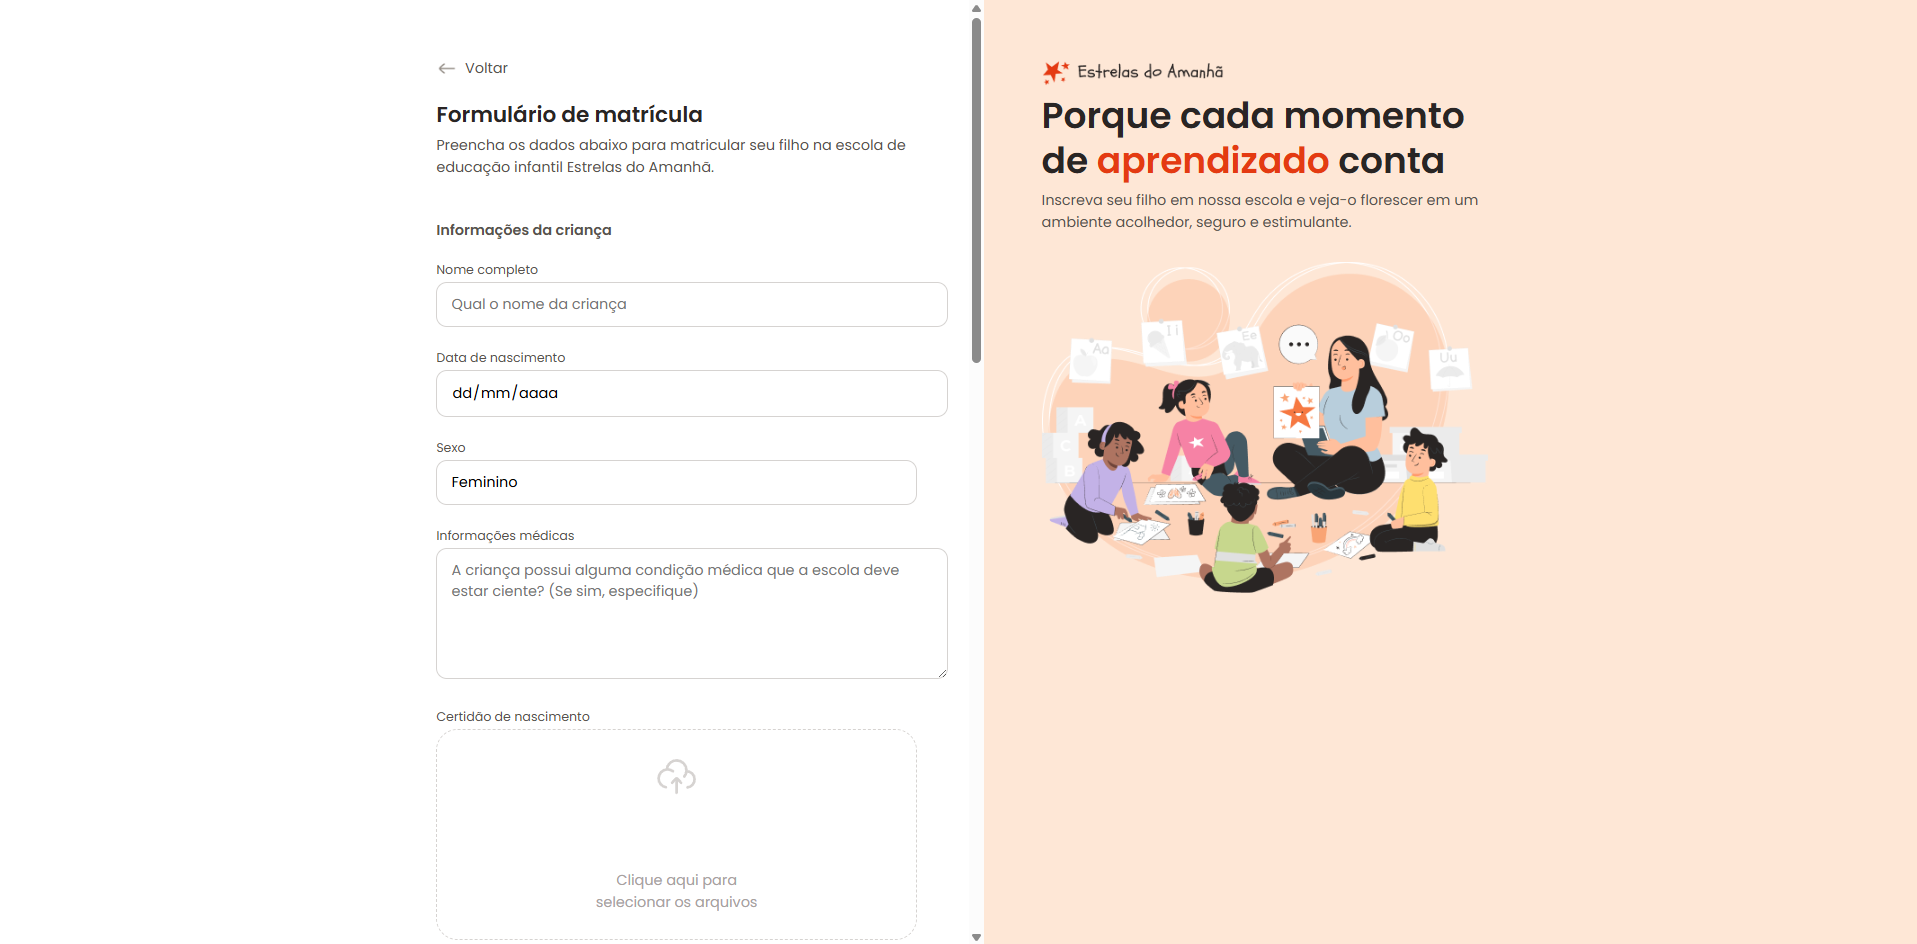 Voltar
Formulário de matrícula
Preencha os dados abaixo para matricular seu filho na escola de
educação infantil Estrelas do Amanhã.
Informações da criança
Nome completo
Qual o nome da criança
Data de nascimento
dd/mm/aaaa
Sexo
Feminino
Informações médicas
A criança possui alguma condição médica que a escola deve
estar ciente? (Se sim, especifique)
Certidão de nascimento
Clique aqui para
selecionar os arquivos
Estrelas do Amanhã
Porque cada momento
de aprendizado conta
Inscreva seu filho em nossa escola e veja-o florescer em um
ambiente acolhedor, seguro e estimulante.
Aa
I i
Ee
Oo
Uu
A
C
B